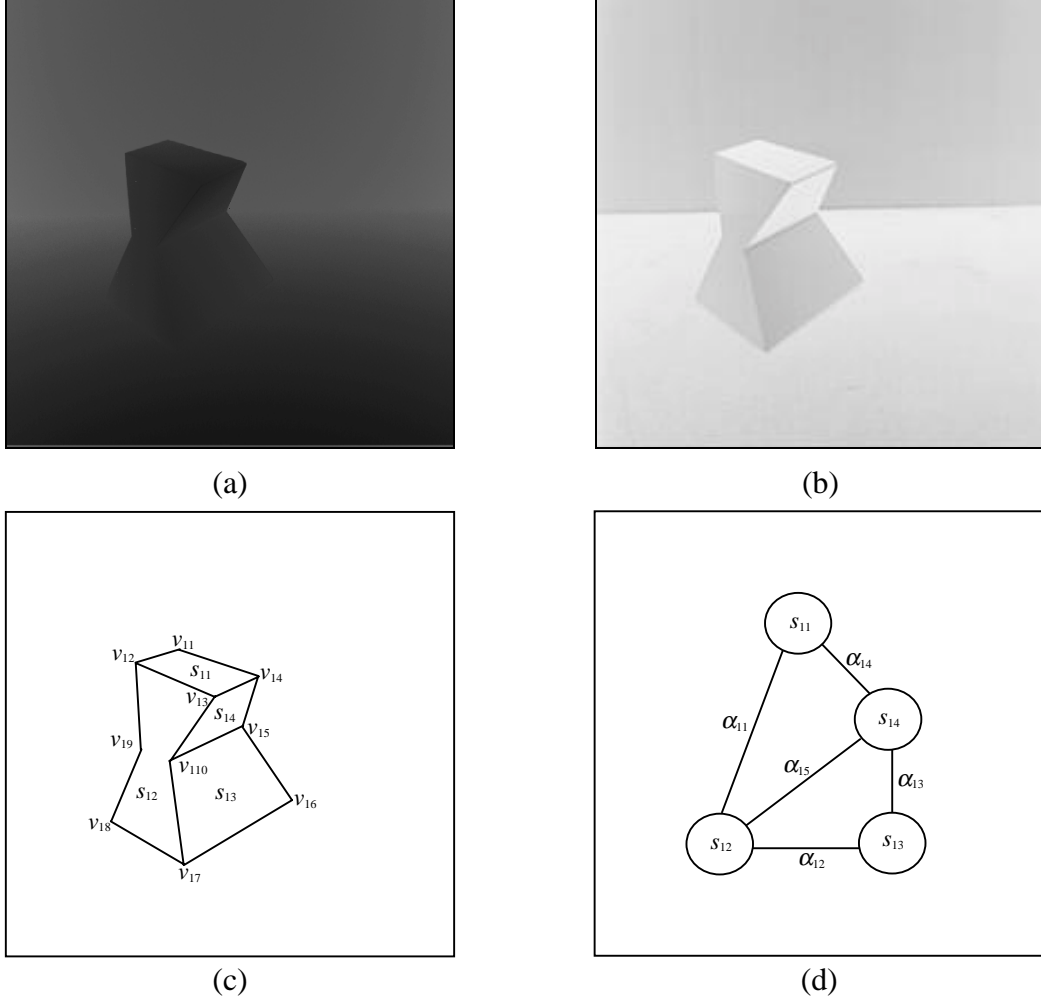 (a)
(b)
v11
v12
s11
v14
v13
s14
v15
v19
v110
s12
s13
v16
v18
v17
(c)
s11
α14
s14
α11
α15
α13
s12
s13
α12
(d)